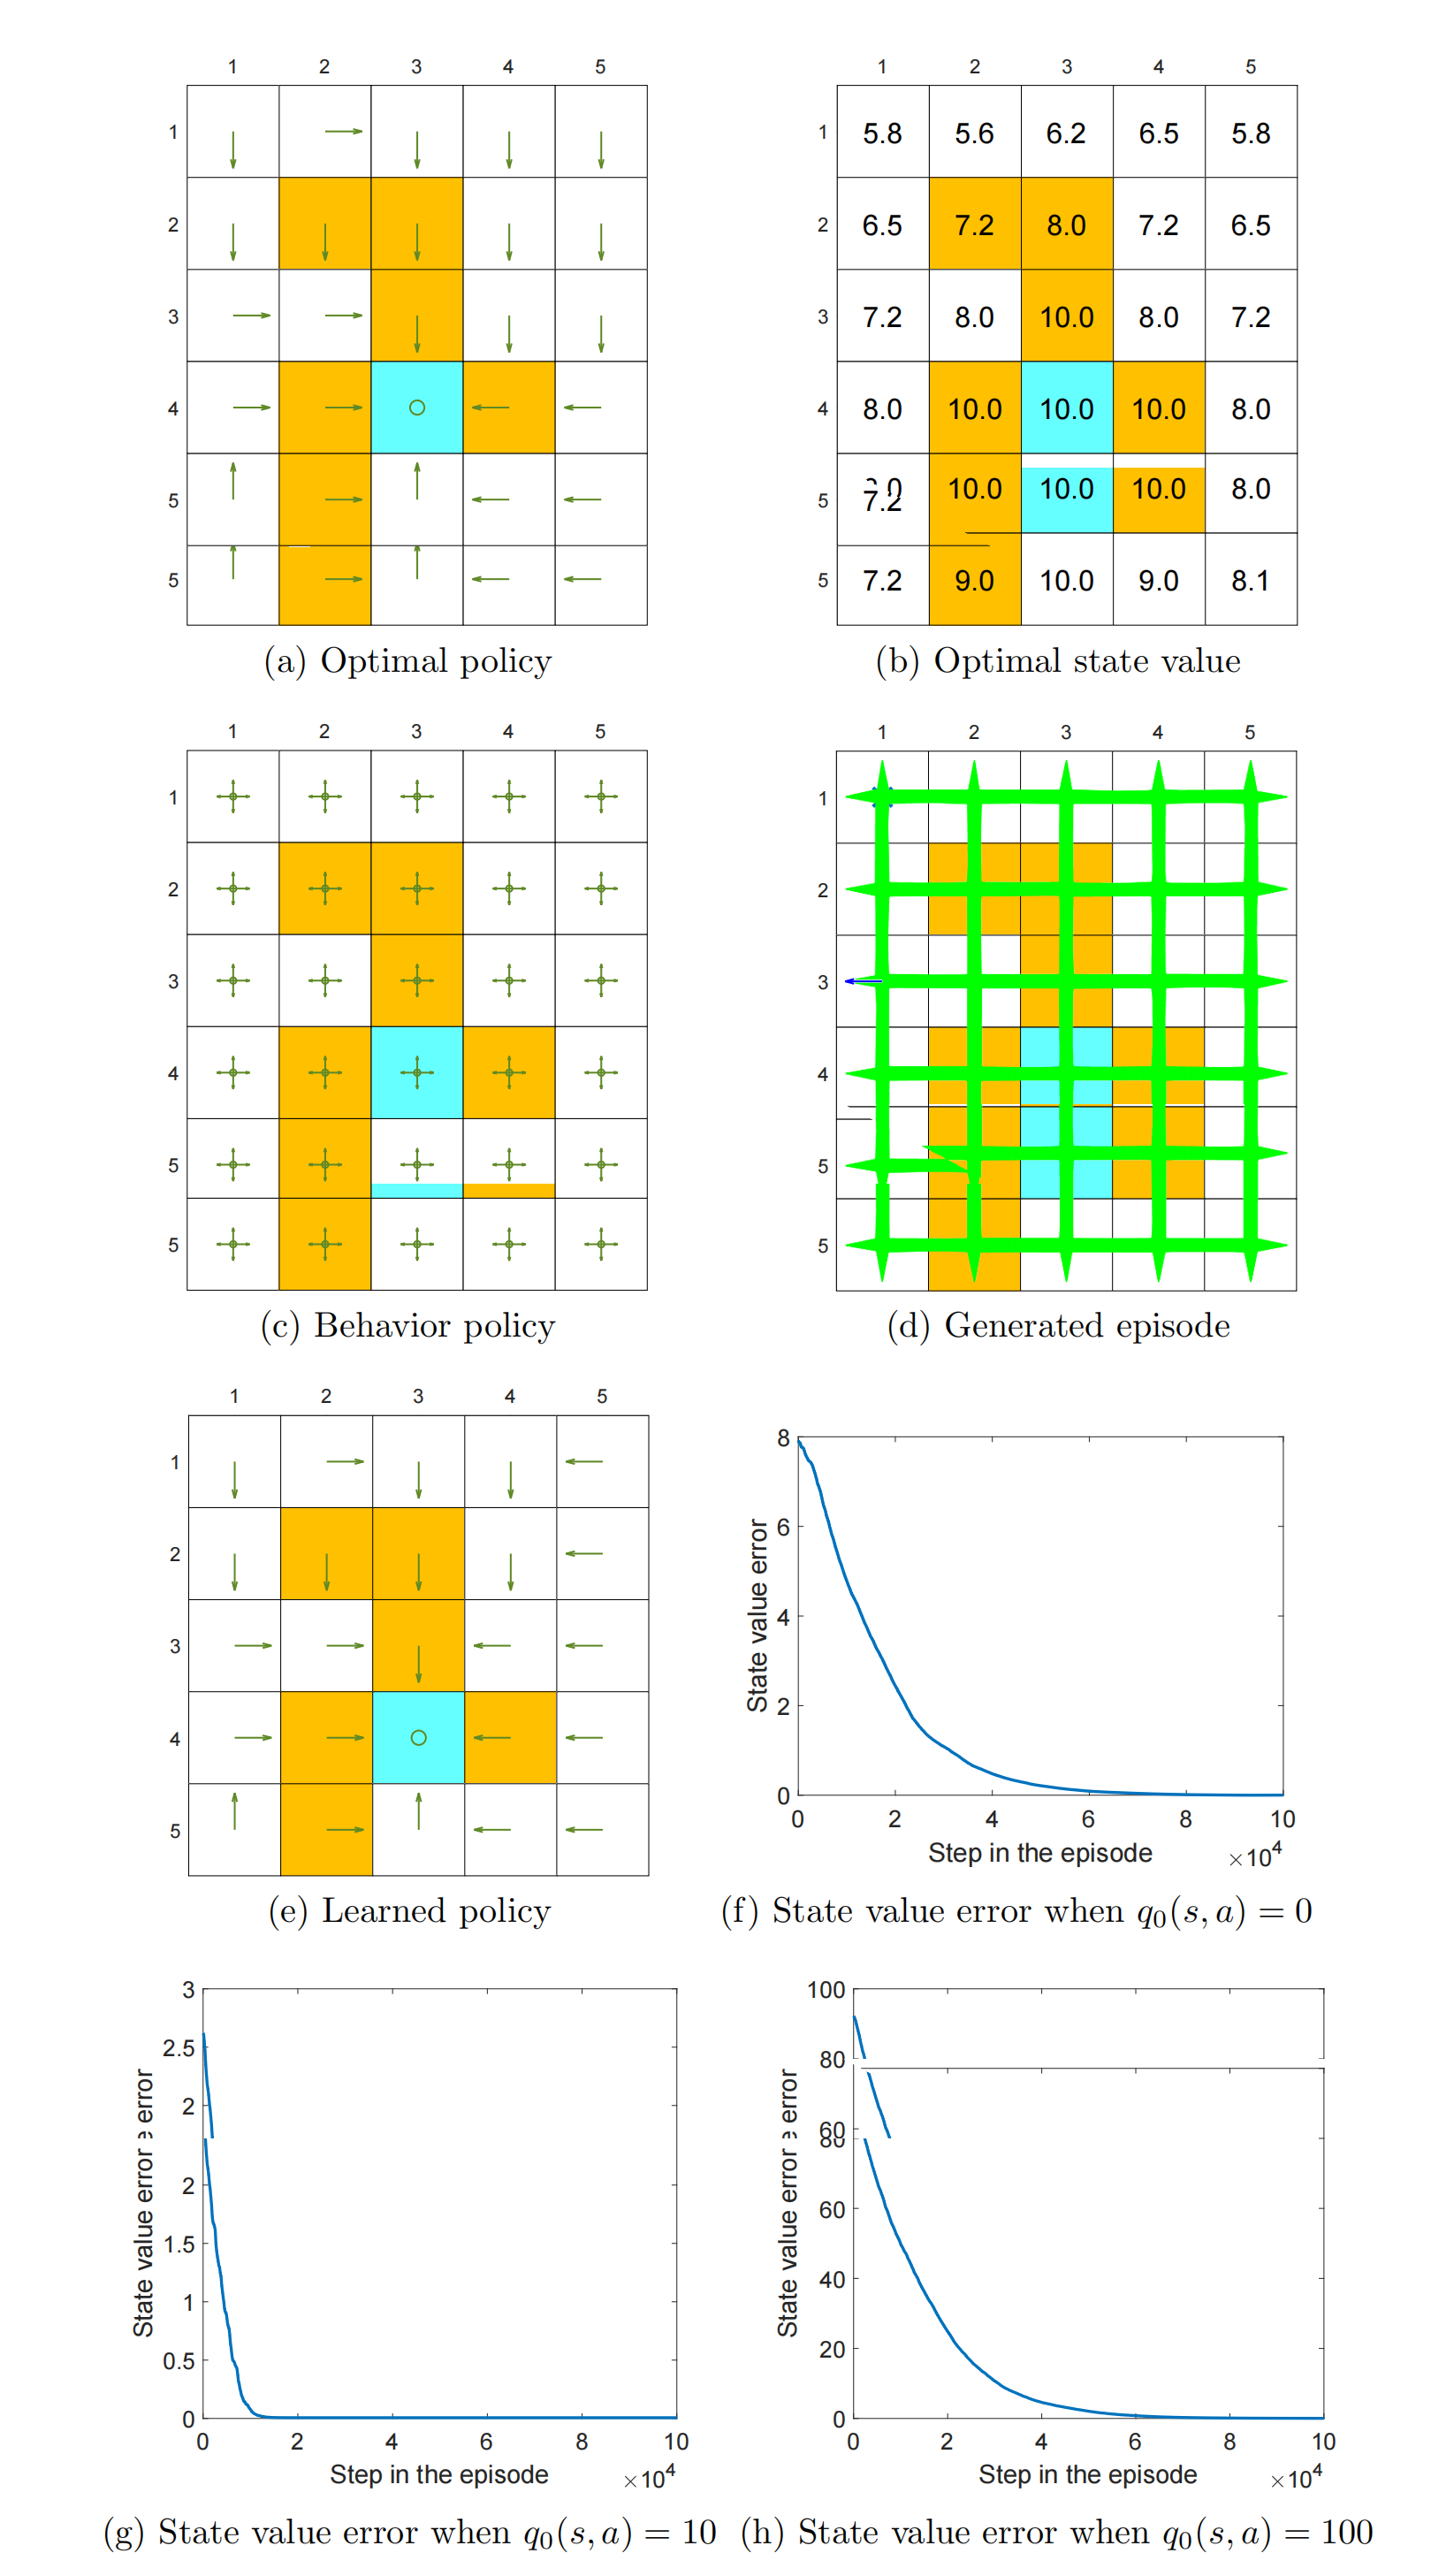 1 2 3 4 5 1 2 3 4 5
1 1 5.8 5.6 6.2 6.5 5.8
2 2 6.5 7.2 8.0 7.2 6.5
3 3 7.2 8.0 10.0 8.0 7.2
4 4 8.0 10.0 10.0 10.0 8.0
5 5 7.2 10.0 10.0 10.0 8.0
5 5 7.2 9.0 10.0 9.0 8.1
(a) Optimal policy (b) Optimal state value
1 2 3 4 5 1 2 3 4 5
1 1
2 2
3 3
4 4
5 5
5 5
(c) Behavior policy (d) Generated episode
1 2 3 4 5
1
2
3
4
5
State value error
8
6
4
2
0
0 2 4 6 8 10
Step in the episode ×10⁴
(e) Learned policy (f) State value error when q₀(s, a) = 0
3
2.5
2
2
1.5
1
0.5
0
error
State value error
0 2 4 6 8 10
Step in the episode ×10⁴
100
80
60
80
60
40
20
0
error
State value error
0 2 4 6 8 10
Step in the episode ×10⁴
(g) State value error when q₀(s, a) = 10 (h) State value error when q₀(s, a) = 100